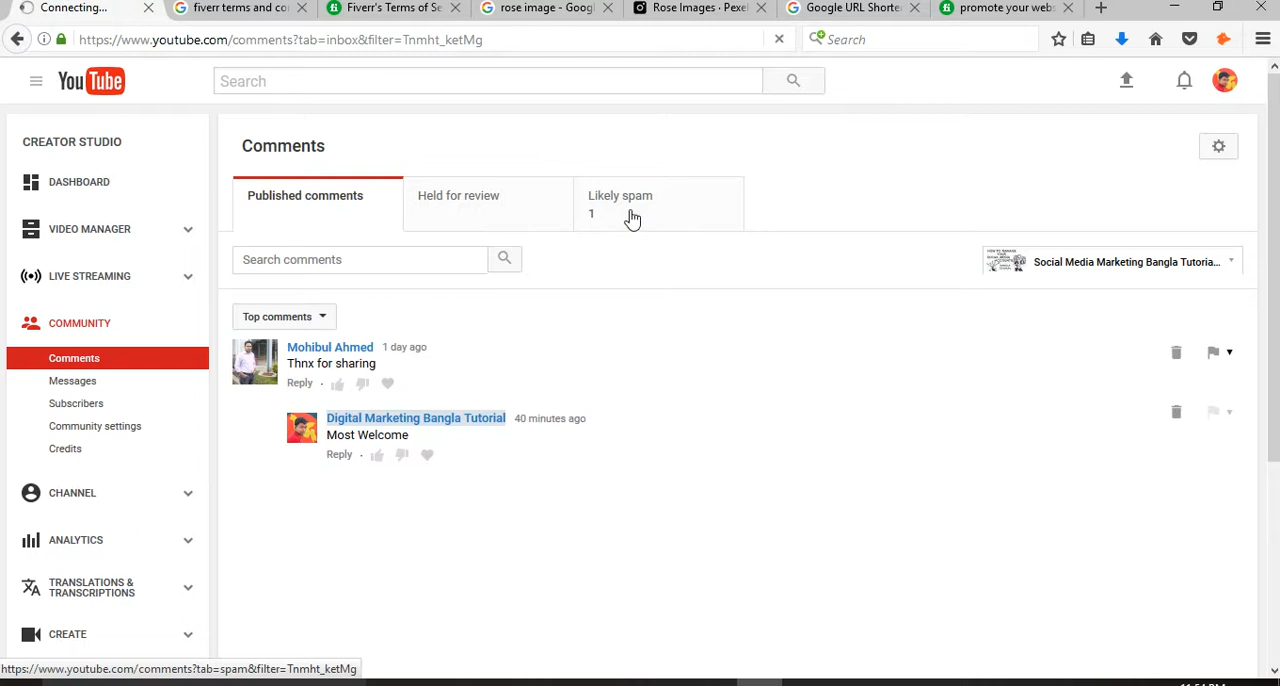 Connecting...
fiverr terms and co
Fiverr's Terms of Se
rose image - Goog
Rose Images · Pexel
Google URL Shorte
promote your web
https://www.youtube.com/comments?tab=inbox&filter=Tnmht_ketMg
Search
YouTube
Search
CREATOR STUDIO
DASHBOARD
VIDEO MANAGER
LIVE STREAMING
COMMUNITY
Comments
Messages
Subscribers
Community settings
Credits
CHANNEL
ANALYTICS
TRANSLATIONS &
TRANSCRIPTIONS
CREATE
Comments
Published comments
Held for review
Likely spam
1
Search comments
Social Media Marketing Bangla Tutoria...
Top comments
Mohibul Ahmed 1 day ago
Thnx for sharing
Reply
Digital Marketing Bangla Tutorial 40 minutes ago
Most Welcome
Reply
https://www.youtube.com/comments?tab=spam&filter=Tnmht_ketMg